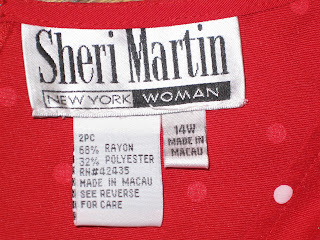 Sheri Martin
NEW YORK WOMAN
2PC
68% RAYON
32% POLYESTER
RN#42435
MADE IN MACAU
SEE REVERSE
FOR CARE
14W
MADE IN
MACAU